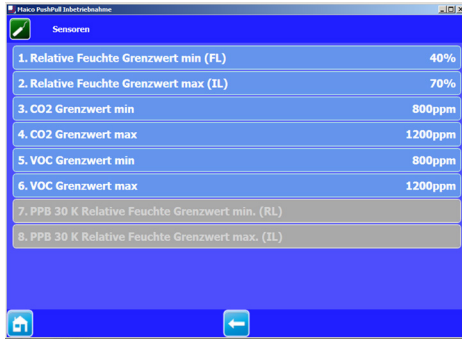 Haico PushPull Inbetriebnahme
Sensoren
1. Relative Feuchte Grenzwert min (FL) 40%
2. Relative Feuchte Grenzwert max (IL) 70%
3. CO2 Grenzwert min 800ppm
4. CO2 Grenzwert max 1200ppm
5. VOC Grenzwert min 800ppm
6. VOC Grenzwert max 1200ppm
7. PPB 30 K Relative Feuchte Grenzwert min. (RL)
8. PPB 30 K Relative Feuchte Grenzwert max. (IL)